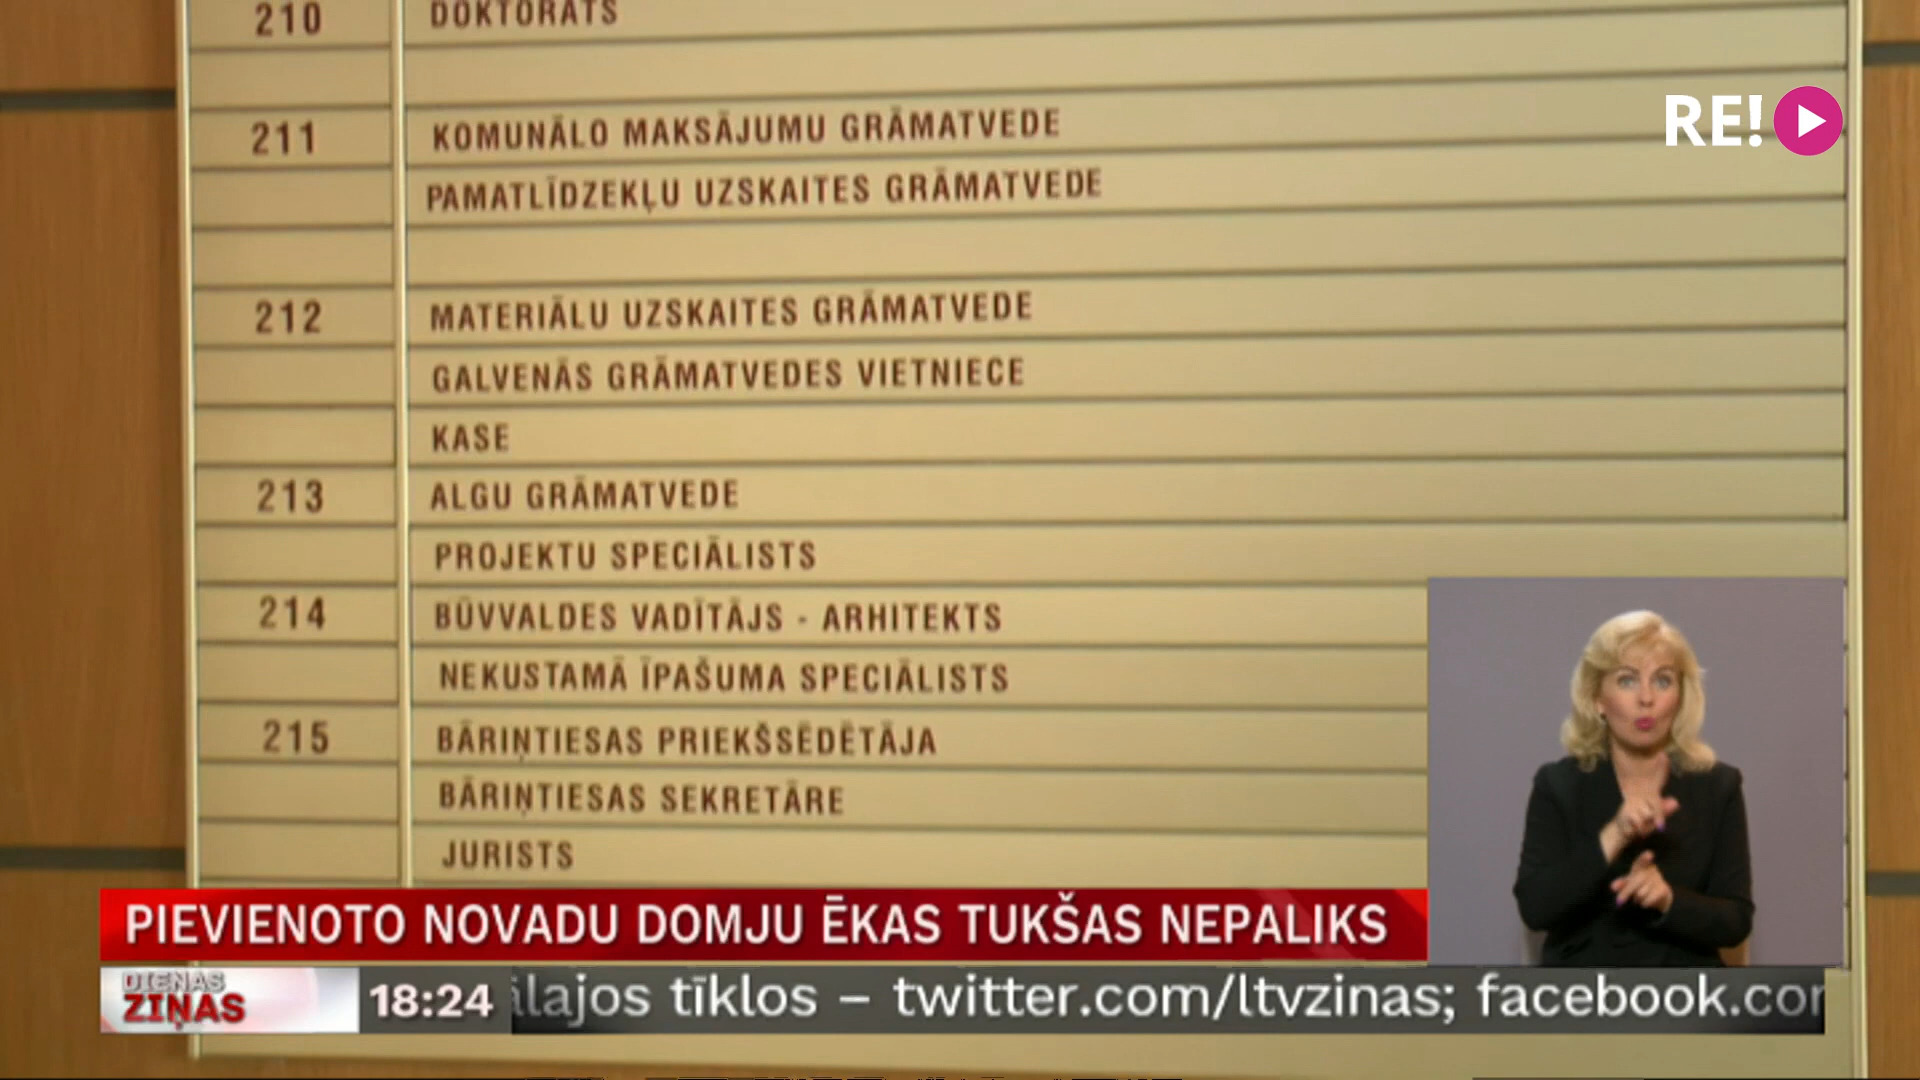 210 DOKTORĀTS
RE!
211 KOMUNĀLO MAKSĀJUMU GRĀMATVEDE
PAMATLĪDZEKĻU UZSKAITES GRĀMATVEDE
212 MATERIĀLU UZSKAITES GRĀMATVEDE
GALVENĀS GRĀMATVEDES VIETNIECE
KASE
213 ALGU GRĀMATVEDE
PROJEKTU SPECIĀLISTS
214 BŪVVALDES VADĪTĀJS - ARHITEKTS
NEKUSTAMĀ ĪPAŠUMA SPECIĀLISTS
215 BĀRIŅTIESAS PRIEKŠSĒDĒTĀJA
BĀRIŅTIESAS SEKRETĀRE
JURISTS
PIEVIENOTO NOVADU DOMJU ĒKAS TUKŠAS NEPALIKS
DIENAS
ZIŅAS
18:24 ālajos tīklos – twitter.com/ltvzinas; facebook.com